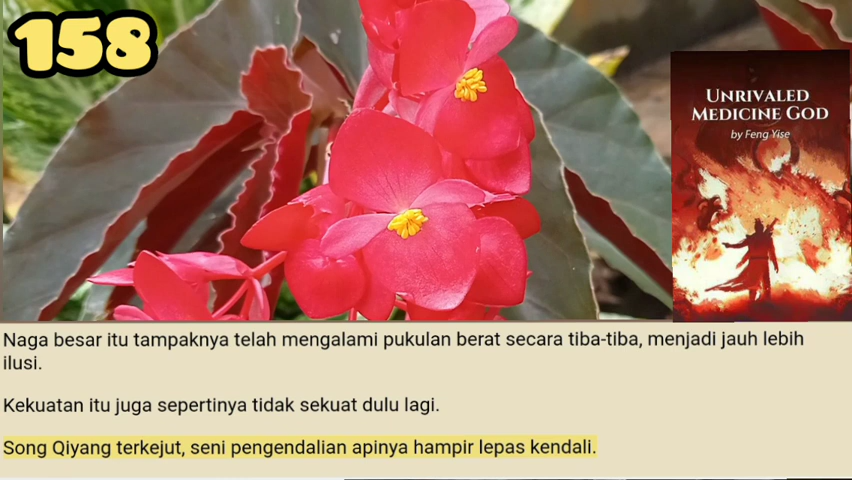 158
UNRIVALED
MEDICINE GOD
by Feng Yise
Naga besar itu tampaknya telah mengalami pukulan berat secara tiba-tiba, menjadi jauh lebih
ilusi.
Kekuatan itu juga sepertinya tidak sekuat dulu lagi.
Song Qiyang terkejut, seni pengendalian apinya hampir lepas kendali.